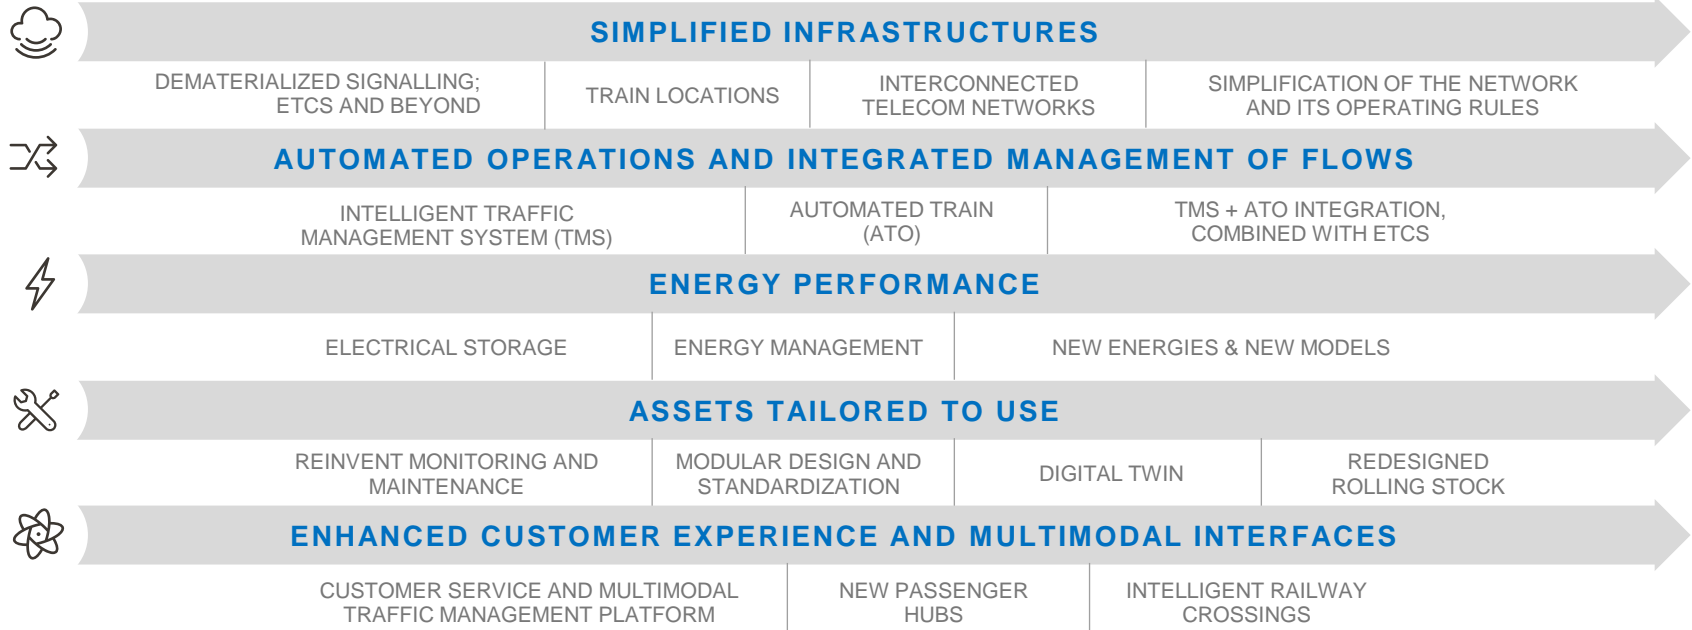 SIMPLIFIED INFRASTRUCTURES
DEMATERIALIZED SIGNALLING;
ETCS AND BEYOND
TRAIN LOCATIONS
INTERCONNECTED
TELECOM NETWORKS
SIMPLIFICATION OF THE NETWORK
AND ITS OPERATING RULES
AUTOMATED OPERATIONS AND INTEGRATED MANAGEMENT OF FLOWS
INTELLIGENT TRAFFIC
MANAGEMENT SYSTEM (TMS)
AUTOMATED TRAIN
(ATO)
TMS + ATO INTEGRATION,
COMBINED WITH ETCS
ENERGY PERFORMANCE
ELECTRICAL STORAGE
ENERGY MANAGEMENT
NEW ENERGIES & NEW MODELS
ASSETS TAILORED TO USE
REINVENT MONITORING AND
MAINTENANCE
MODULAR DESIGN AND
STANDARDIZATION
DIGITAL TWIN
REDESIGNED
ROLLING STOCK
ENHANCED CUSTOMER EXPERIENCE AND MULTIMODAL INTERFACES
CUSTOMER SERVICE AND MULTIMODAL
TRAFFIC MANAGEMENT PLATFORM
NEW PASSENGER
HUBS
INTELLIGENT RAILWAY
CROSSINGS